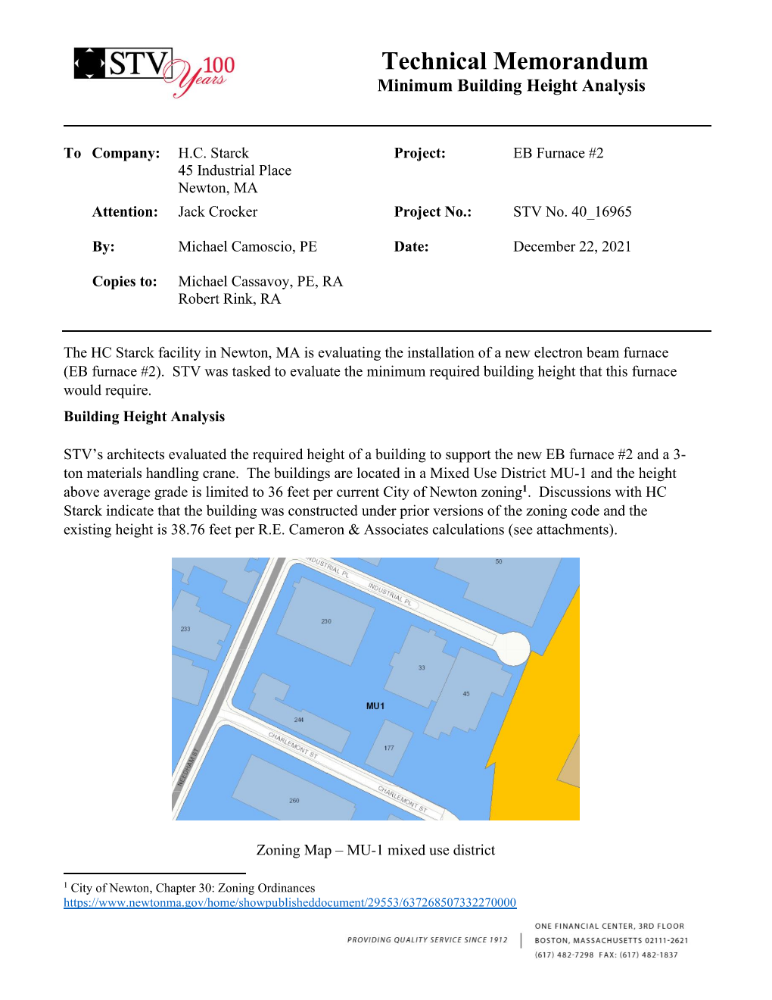 STV 100 Years
Technical Memorandum
Minimum Building Height Analysis
To Company: H.C. Starck Project: EB Furnace #2
45 Industrial Place
Newton, MA
Attention: Jack Crocker Project No.: STV No. 40_16965
By: Michael Camoscio, PE Date: December 22, 2021
Copies to: Michael Cassavoy, PE, RA
Robert Rink, RA
The HC Starck facility in Newton, MA is evaluating the installation of a new electron beam furnace
(EB furnace #2). STV was tasked to evaluate the minimum required building height that this furnace
would require.
Building Height Analysis
STV’s architects evaluated the required height of a building to support the new EB furnace #2 and a 3-
ton materials handling crane. The buildings are located in a Mixed Use District MU-1 and the height
above average grade is limited to 36 feet per current City of Newton zoning1. Discussions with HC
Starck indicate that the building was constructed under prior versions of the zoning code and the
existing height is 38.76 feet per R.E. Cameron & Associates calculations (see attachments).
INDUSTRIAL PL
50
INDUSTRIAL PL
230
233
33
45
MU1
244
177
CHARLEMONT ST
NEEDHAM ST
CHARLEMONT ST
260
Zoning Map – MU-1 mixed use district
1 City of Newton, Chapter 30: Zoning Ordinances
https://www.newtonma.gov/home/showpublisheddocument/29553/637268507332270000
ONE FINANCIAL CENTER, 3RD FLOOR
PROVIDING QUALITY SERVICE SINCE 1912 BOSTON, MASSACHUSETTS 02111-2621
(617) 482-7298 FAX: (617) 482-1837